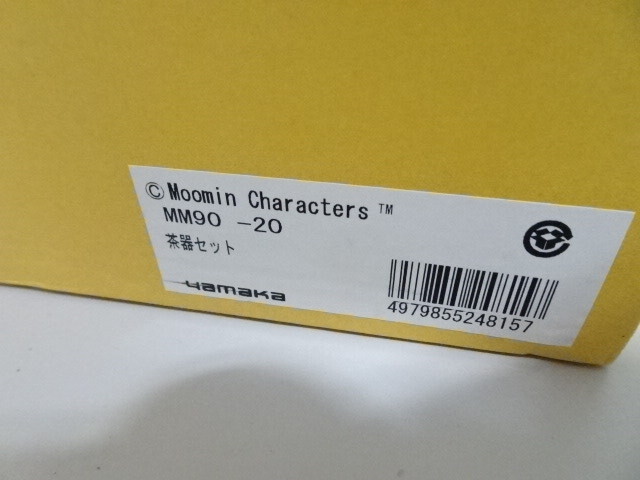 © Moomin Characters ™
MM90 -20
茶器セット
yamaka
4979855248157